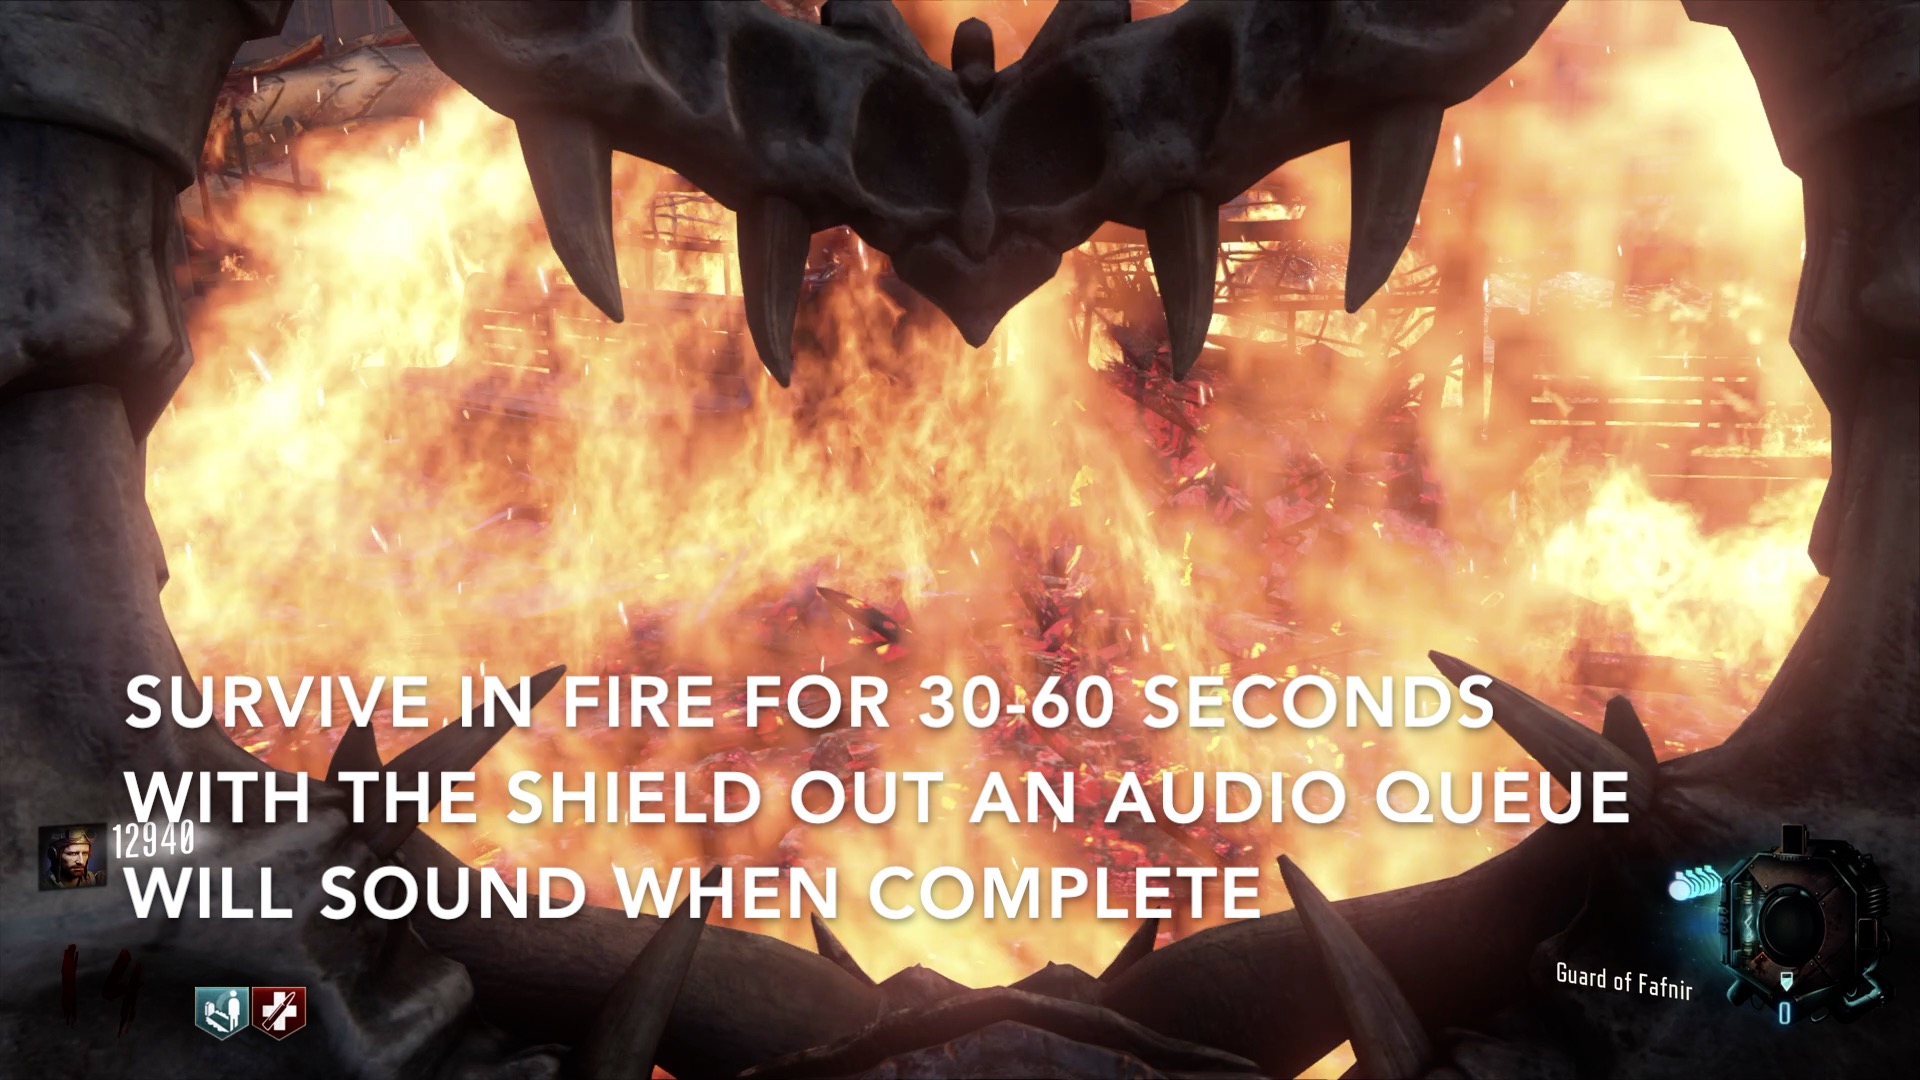 SURVIVE IN FIRE FOR 30-60 SECONDS
WITH THE SHIELD OUT AN AUDIO QUEUE
WILL SOUND WHEN COMPLETE
12940
14
Guard of Fafnir
0